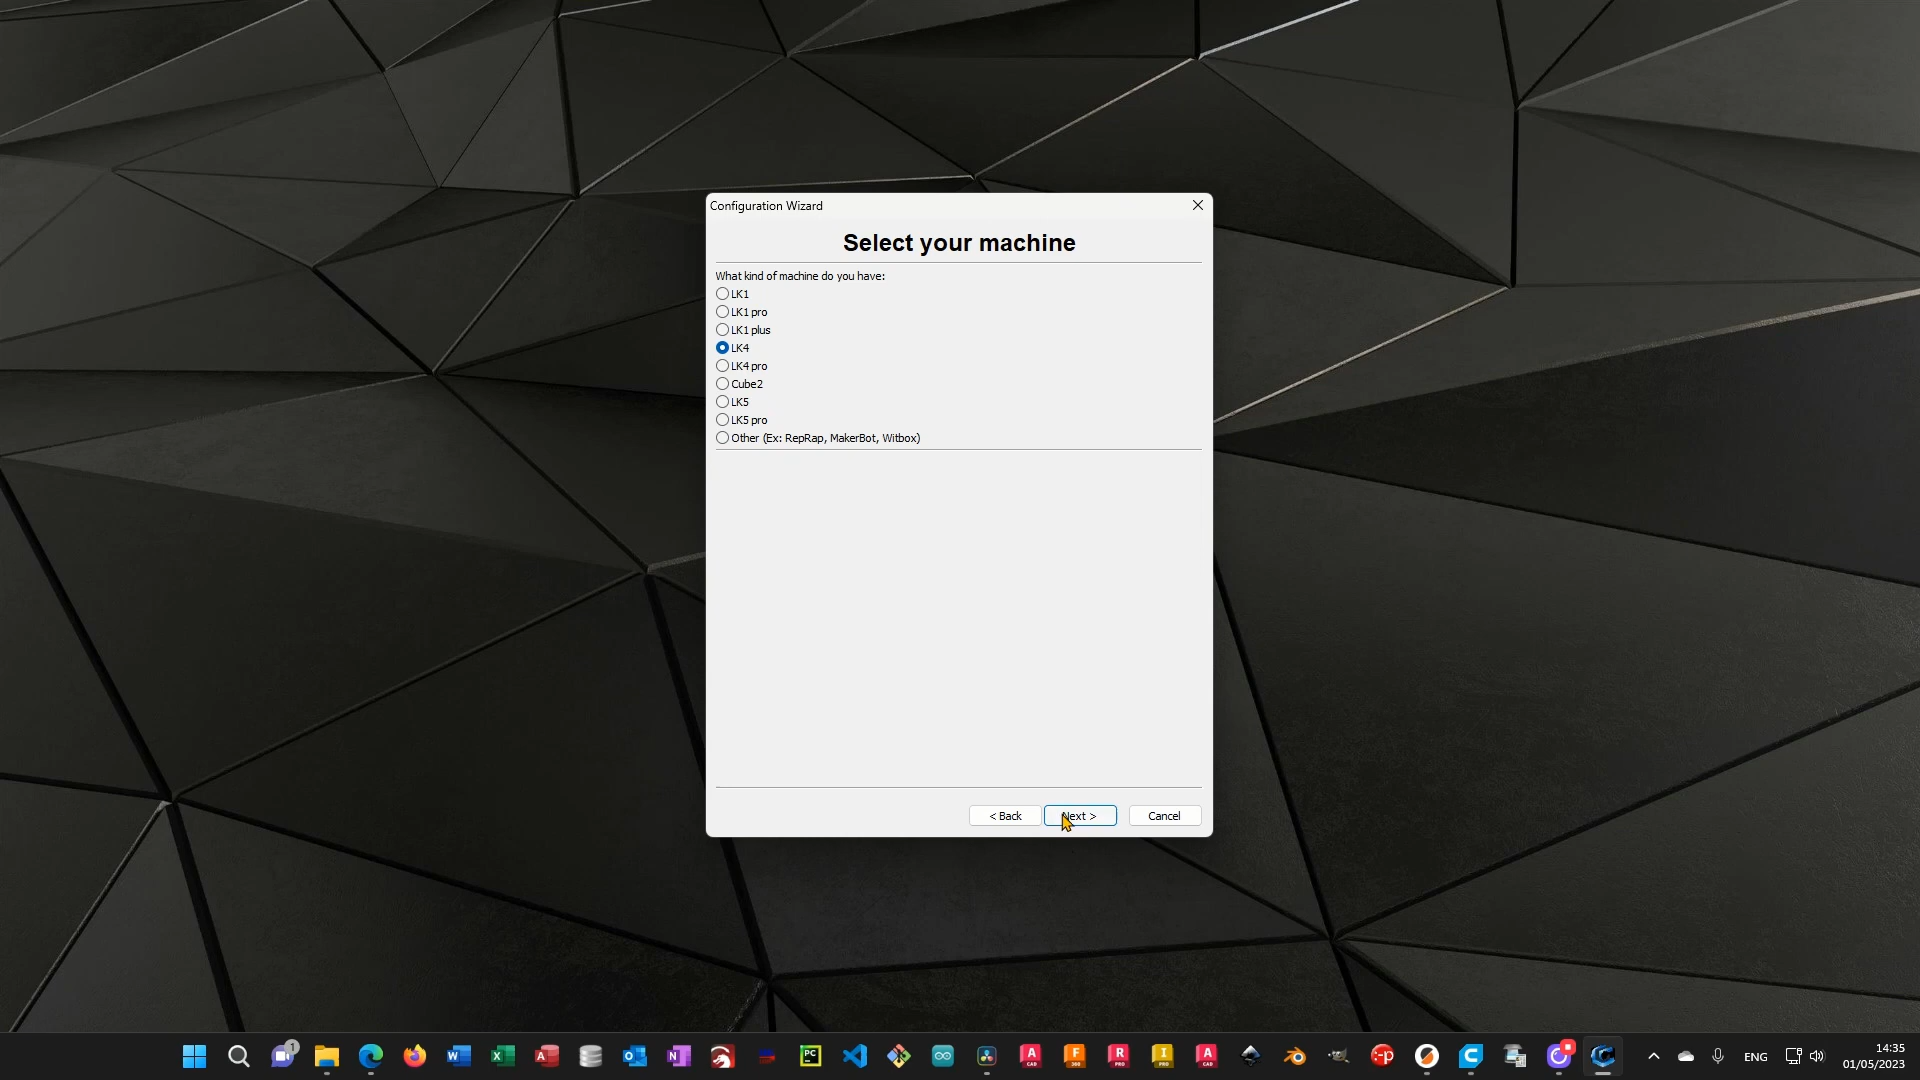 Configuration Wizard
Select your machine
What kind of machine do you have:
LK1
LK1 pro
LK1 plus
LK4
LK4 pro
Cube2
LK5
LK5 pro
Other (Ex: RepRap, MakerBot, Witbox)
< Back
Next >
Cancel
1
ENG
14:35
01/05/2023